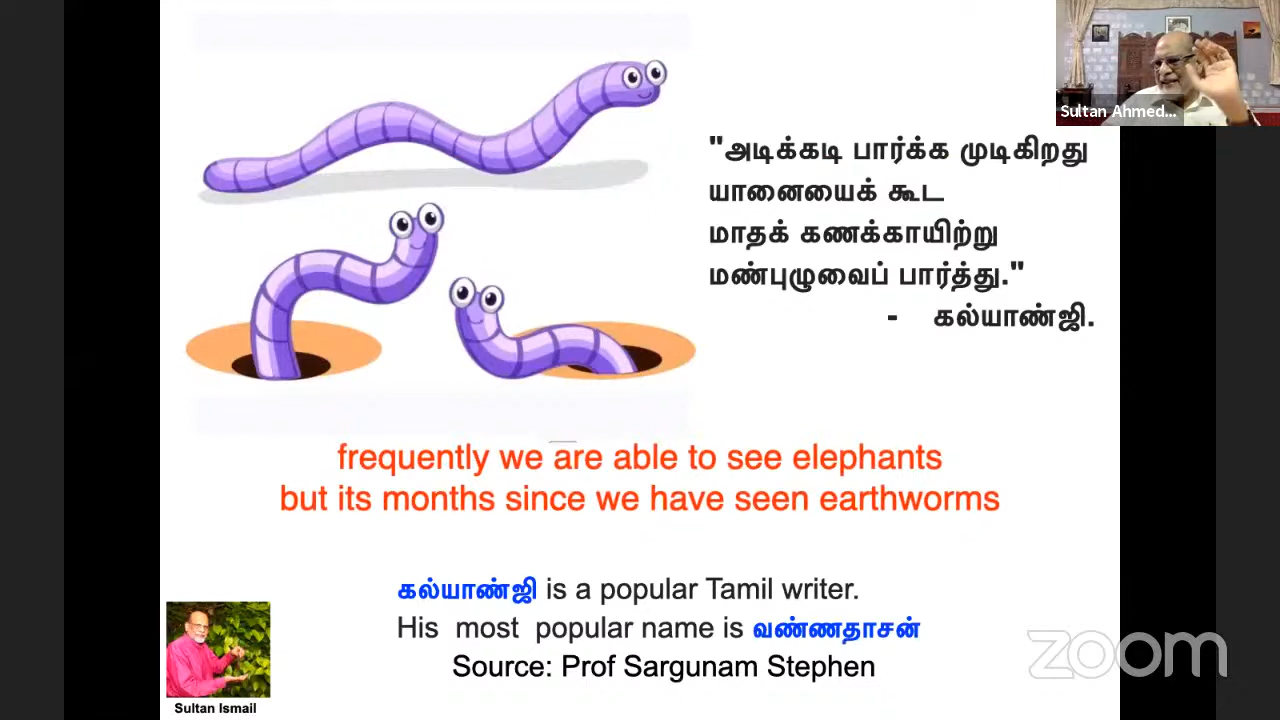 Sultan Ahmed...
"அடிக்கடி பார்க்க முடிகிறது
யானையைக் கூட
மாதக் கணக்காயிற்று
மண்புழுவைப் பார்த்து."
- கல்யாண்ஜி.
frequently we are able to see elephants
but its months since we have seen earthworms
கல்யாண்ஜி is a popular Tamil writer.
His most popular name is வண்ணதாசன்
Source: Prof Sargunam Stephen
Sultan Ismail
zoom